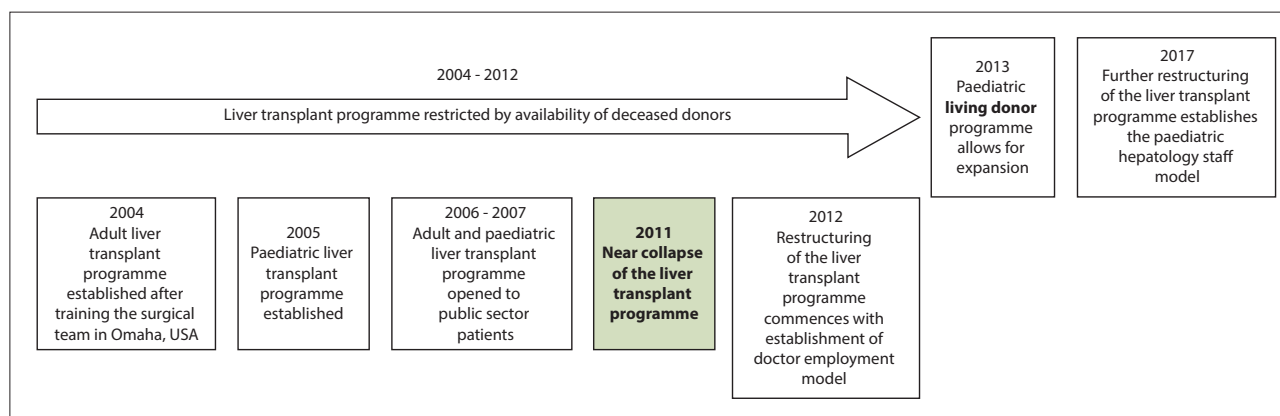 2004 - 2012
Liver transplant programme restricted by availability of deceased donors
2013
Paediatric
living donor
programme
allows for
expansion
2017
Further restructuring
of the liver transplant
programme establishes
the paediatric
hepatology staff
model
2004
Adult liver
transplant
programme
established after
training the surgical
team in Omaha, USA
2005
Paediatric liver
transplant
programme
established
2006 - 2007
Adult and paediatric
liver transplant
programme
opened to
public sector
patients
2011
Near collapse
of the liver
transplant
programme
2012
Restructuring
of the liver
transplant
programme
commences with
establishment of
doctor employment
model